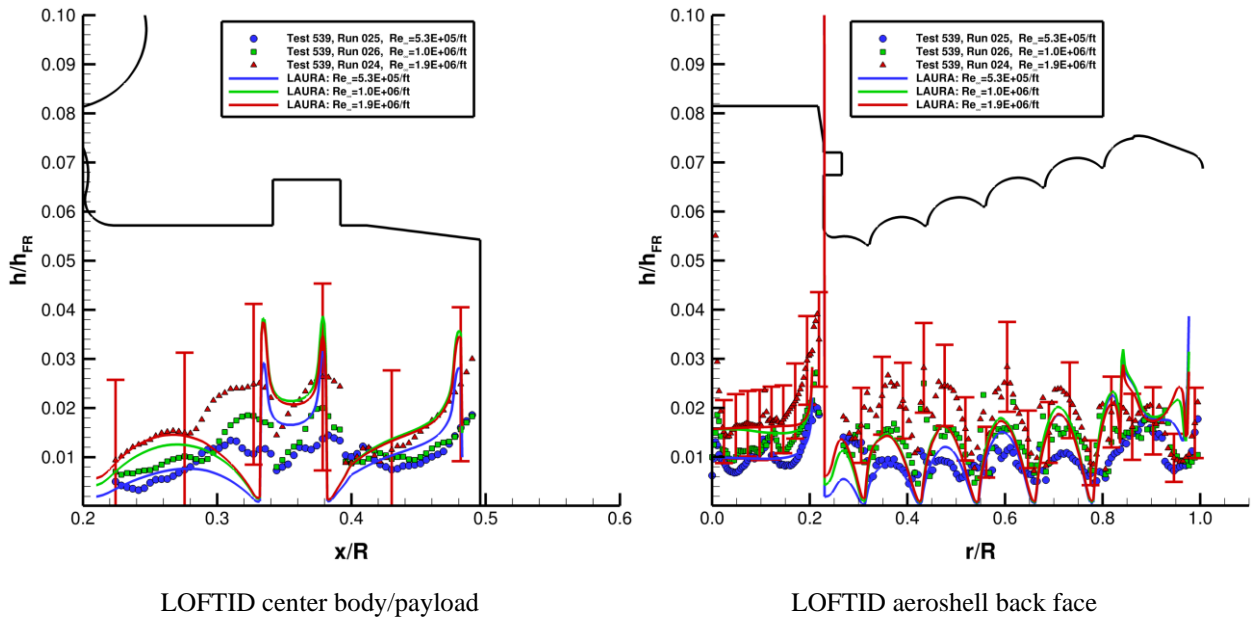 0.10
0.09
0.08
0.07
0.06
0.05
0.04
0.03
0.02
0.01
h/hFR
Test 539, Run 025, Re_=5.3E+05/ft
Test 539, Run 026, Re_=1.0E+06/ft
Test 539, Run 024, Re_=1.9E+06/ft
LAURA: Re_=5.3E+05/ft
LAURA: Re_=1.0E+06/ft
LAURA: Re_=1.9E+06/ft
0.2 0.3 0.4 0.5 0.6
x/R
LOFTID center body/payload
0.10
0.09
0.08
0.07
0.06
0.05
0.04
0.03
0.02
0.01
h/hFR
Test 539, Run 025, Re_=5.3E+05/ft
Test 539, Run 026, Re_=1.0E+06/ft
Test 539, Run 024, Re_=1.9E+06/ft
LAURA: Re_=5.3E+05/ft
LAURA: Re_=1.0E+06/ft
LAURA: Re_=1.9E+06/ft
0.0 0.2 0.4 0.6 0.8 1.0
r/R
LOFTID aeroshell back face